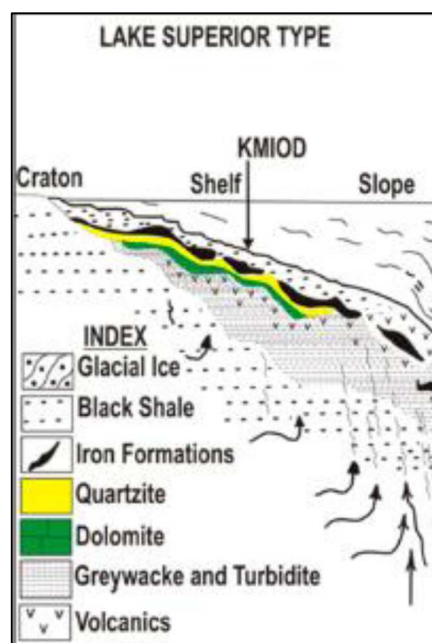 LAKE SUPERIOR TYPE
KMIOD
Craton Shelf Slope
INDEX
Glacial Ice
Black Shale
Iron Formations
Quartzite
Dolomite
Greywacke and Turbidite
Volcanics